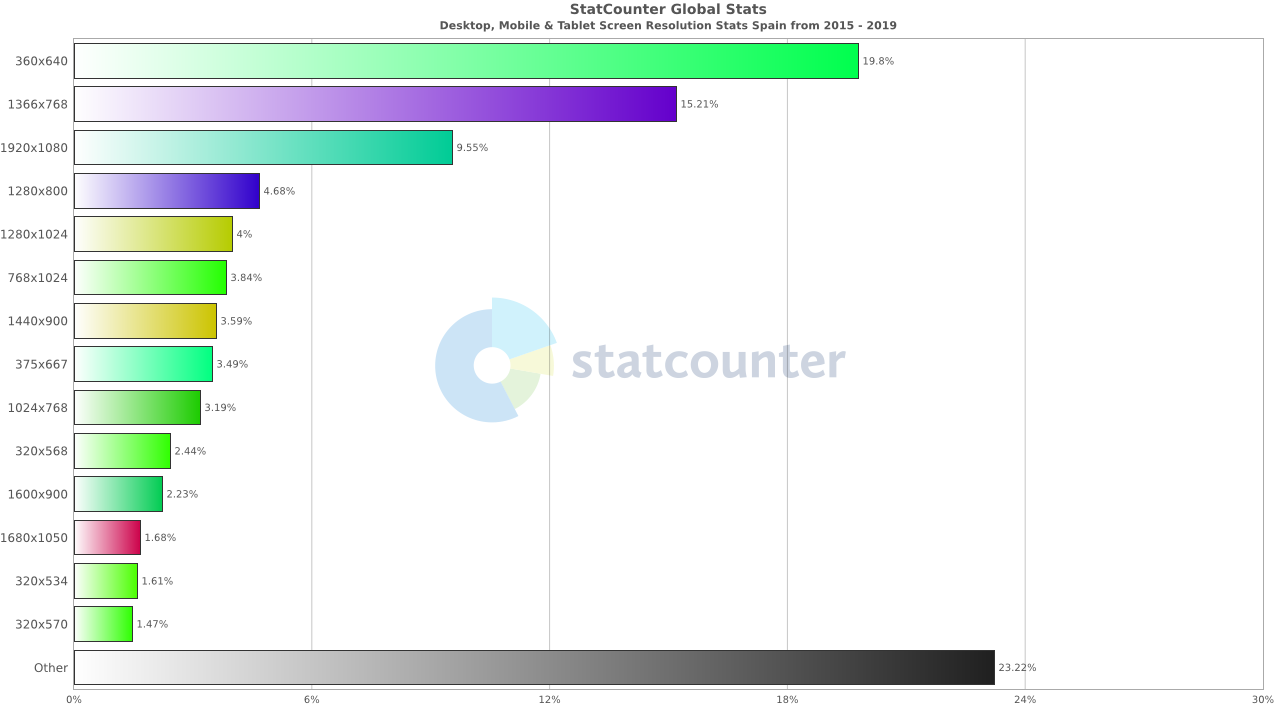 StatCounter Global Stats
Desktop, Mobile & Tablet Screen Resolution Stats Spain from 2015 - 2019
360x640 19.8%
1366x768 15.21%
1920x1080 9.55%
1280x800 4.68%
1280x1024 4%
768x1024 3.84%
1440x900 3.59%
375x667 3.49%
statcounter
1024x768 3.19%
320x568 2.44%
1600x900 2.23%
1680x1050 1.68%
320x534 1.61%
320x570 1.47%
Other 23.22%
0% 6% 12% 18% 24% 30%